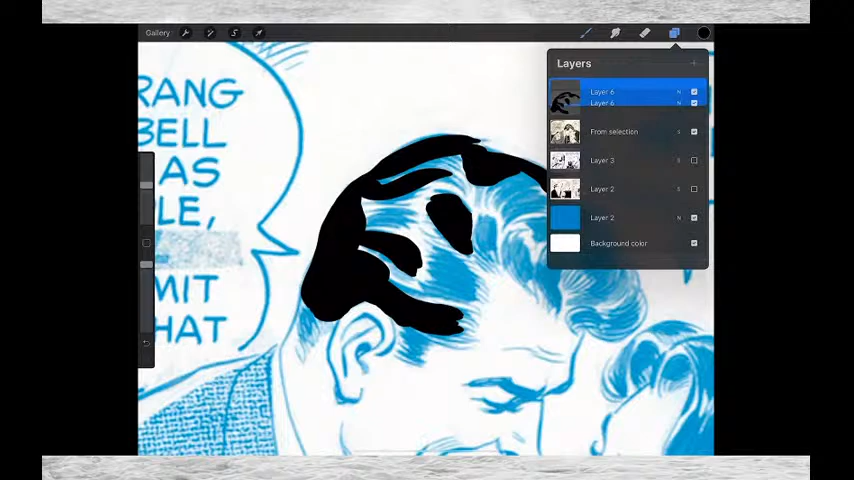 Gallery
Layers
Layer 6
N
Layer 6
N
From selection
S
Layer 3
S
Layer 2
S
Layer 2
N
Background color
RANG
BELL
AS
LE,
MIT
HAT